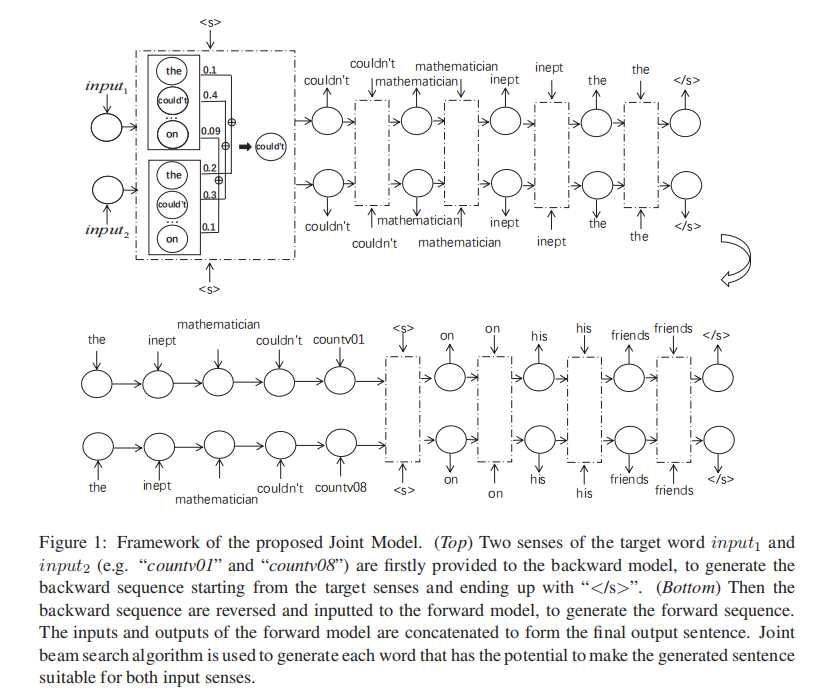 <s>
the 0.1
input1
could't 0.4
...
on 0.09
the 0.2
could't 0.3
...
on 0.1
input2
<s>
⊕ ⊕ ⊕
could't
couldn't couldn't mathematician mathematician inept inept the the </s>
couldn't couldn't mathematician mathematician inept inept the the </s>
the inept mathematician couldn't countv01 <s> on on his his friends friends </s>
the inept mathematician couldn't countv08 <s> on on his his friends friends </s>
Figure 1: Framework of the proposed Joint Model. (Top) Two senses of the target word input1 and
input2 (e.g. “countv01” and “countv08”) are firstly provided to the backward model, to generate the
backward sequence starting from the target senses and ending up with “</s>”. (Bottom) Then the
backward sequence are reversed and inputted to the forward model, to generate the forward sequence.
The inputs and outputs of the forward model are concatenated to form the final output sentence. Joint
beam search algorithm is used to generate each word that has the potential to make the generated sentence
suitable for both input senses.